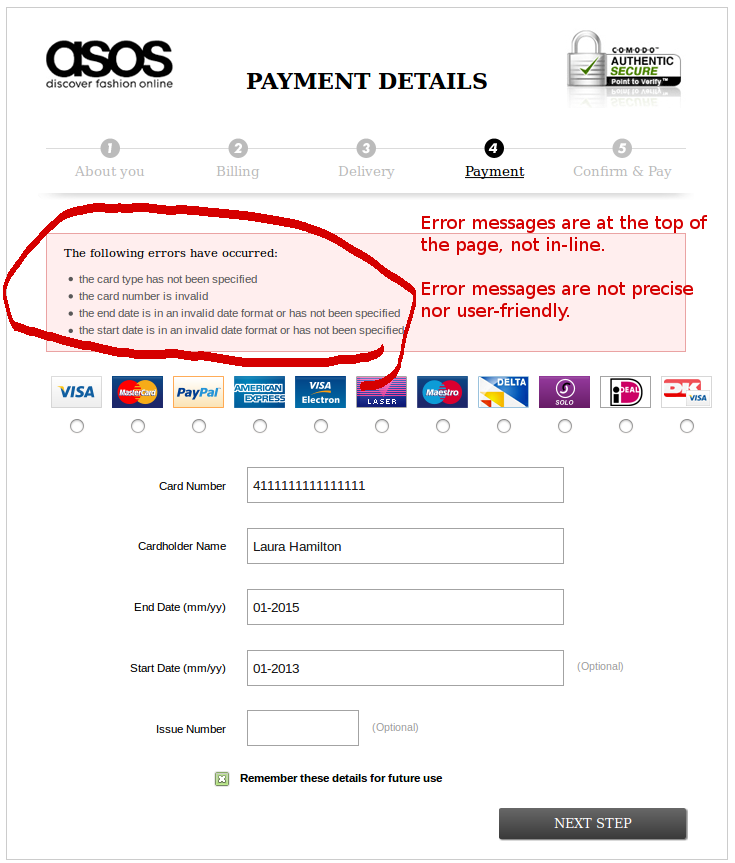 asos
discover fashion online
PAYMENT DETAILS
COMODO™
AUTHENTIC
SECURE
Point to Verify™
1 2 3 4 5
About you Billing Delivery Payment Confirm & Pay
Error messages are at the top of
the page, not in-line.
Error messages are not precise
nor user-friendly.
The following errors have occurred:
the card type has not been specified
the card number is invalid
the end date is in an invalid date format or has not been specified
the start date is in an invalid date format or has not been specified
VISA
MasterCard
PayPal
AMERICAN
EXPRESS
VISA
Electron
LASER
Maestro
DELTA
SOLO
iDEAL
DK
VISA
Card Number 4111111111111111
Cardholder Name Laura Hamilton
End Date (mm/yy) 01-2015
Start Date (mm/yy) 01-2013 (Optional)
Issue Number (Optional)
Remember these details for future use
NEXT STEP